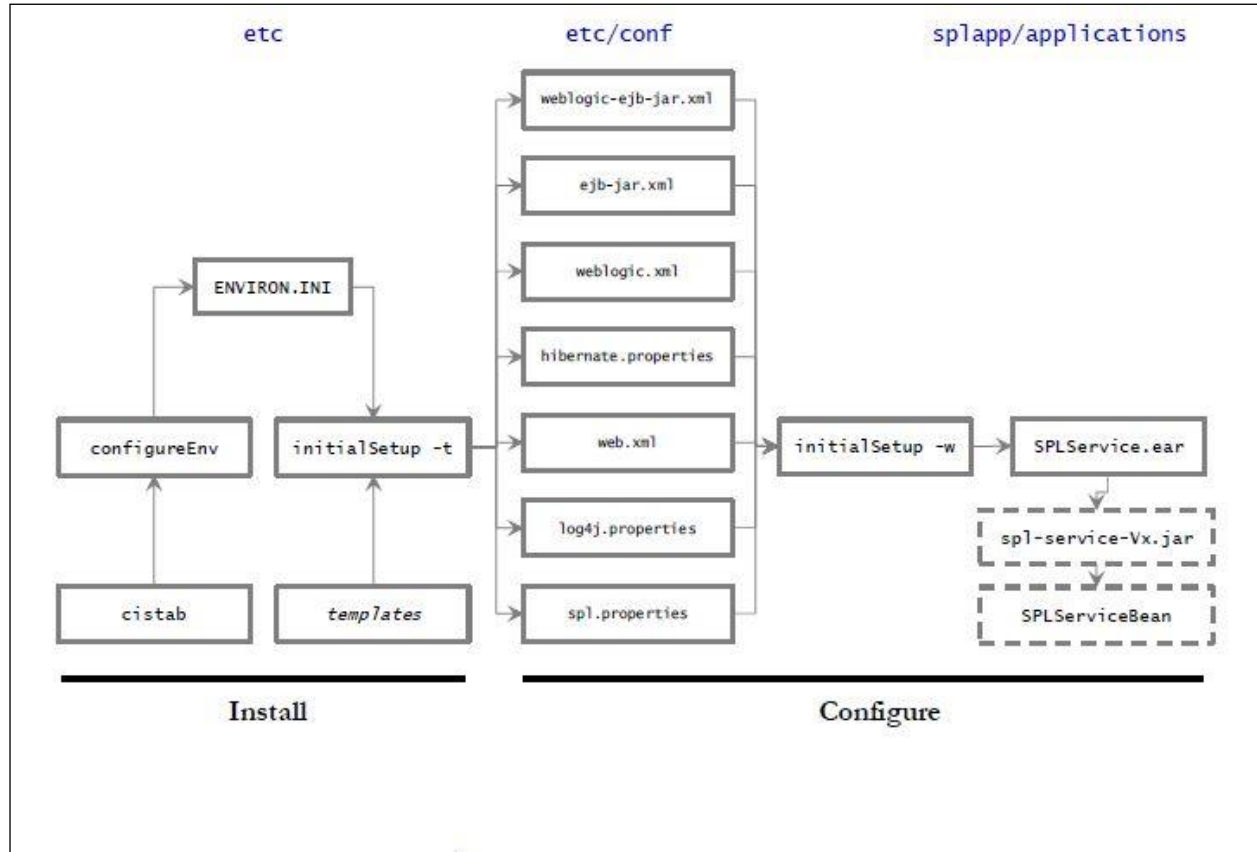 etc
etc/conf
splapp/applications
weblogic-ejb-jar.xml
ejb-jar.xml
weblogic.xml
ENVIRON.INI
hibernate.properties
configureEnv
initialSetup -t
web.xml
initialSetup -w
SPLService.ear
log4j.properties
spl-service-Vx.jar
cistab
templates
spl.properties
SPLServiceBean
Install
Configure